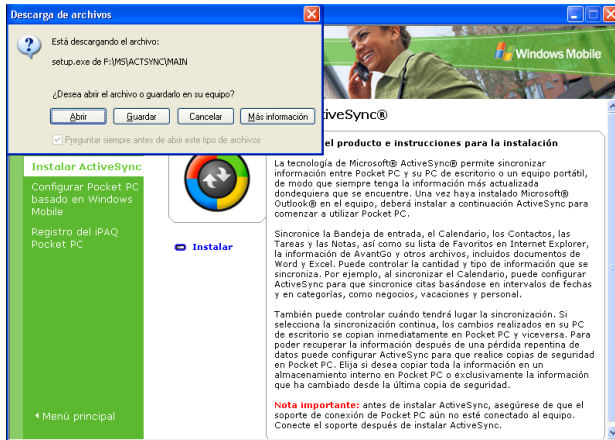 Descarga de archivos
Está descargando el archivo:
setup.exe de F:\MS\ACTSYNC\MAIN
¿Desea abrir el archivo o guardarlo en su equipo?
Abrir Guardar Cancelar Más información
Preguntar siempre antes de abrir este tipo de archivos
Windows Mobile
iveSync®
el producto e instrucciones para la instalación
Instalar ActiveSync
Configurar Pocket PC
basado en Windows
Mobile
Registro del iPAQ
Pocket PC
Menú principal
Instalar
La tecnología de Microsoft® ActiveSync® permite sincronizar
información entre Pocket PC y su PC de escritorio o un equipo portátil,
de modo que siempre tenga la información más actualizada
dondequiera que se encuentre. Una vez haya instalado Microsoft®
Outlook® en el equipo, deberá instalar a continuación ActiveSync para
comenzar a utilizar Pocket PC.
Sincronice la Bandeja de entrada, el Calendario, los Contactos, las
Tareas y las Notas, así como su lista de Favoritos en Internet Explorer,
la información de AvantGo y otros archivos, incluidos documentos de
Word y Excel. Puede controlar la cantidad y tipo de información que se
sincroniza. Por ejemplo, al sincronizar el Calendario, puede configurar
ActiveSync para que sincronice citas basándose en intervalos de fechas
y en categorías, como negocios, vacaciones y personal.
También puede controlar cuándo tendrá lugar la sincronización. Si
selecciona la sincronización continua, los cambios realizados en su PC
de escritorio se copian inmediatamente en Pocket PC y viceversa. Para
poder recuperar la información después de una pérdida repentina de
datos puede configurar ActiveSync para que realice copias de seguridad
en Pocket PC. Elija si desea copiar toda la información en un
almacenamiento interno en Pocket PC o exclusivamente la información
que ha cambiado desde la última copia de seguridad.
Nota importante: antes de instalar ActiveSync, asegúrese de que el
soporte de conexión de Pocket PC aún no esté conectado al equipo.
Conecte el soporte después de instalar ActiveSync.